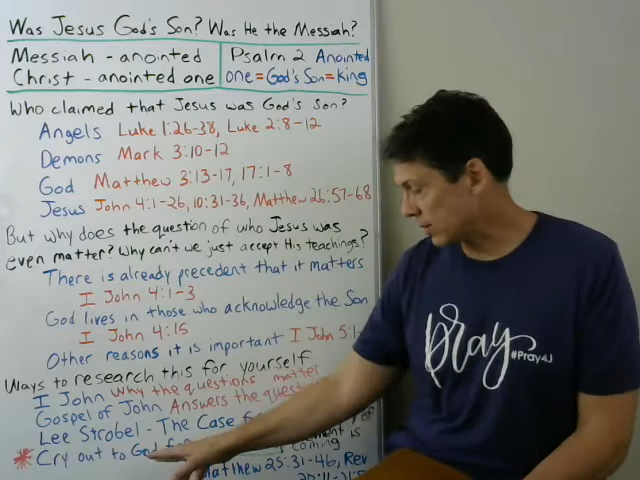 Was Jesus God's Son? Was He the Messiah?
Messiah - anointed
Christ - anointed one
Psalm 2 Anointed
one = God's Son = king
Who claimed that Jesus was God's Son?
Angels Luke 1:26-38, Luke 2:8-12
Demons Mark 3:10-12
God Matthew 3:13-17, 17:1-8
Jesus John 4:1-26, 10:31-36, Matthew 26:57-68
But why does the question of who Jesus was
even matter? Why can't we just accept His teachings?
There is already precedent that it matters
I John 4:1-3
God lives in those who acknowledge the Son
I John 4:15
Other reasons it is important I John 5:1
Ways to research this for yourself
I John Why the questions matter
Gospel of John Answers the
Lee Strobel - The Case
Cry out to God
of
coming is
Matthew 25:31-46, Rev
pray
#Pray4U